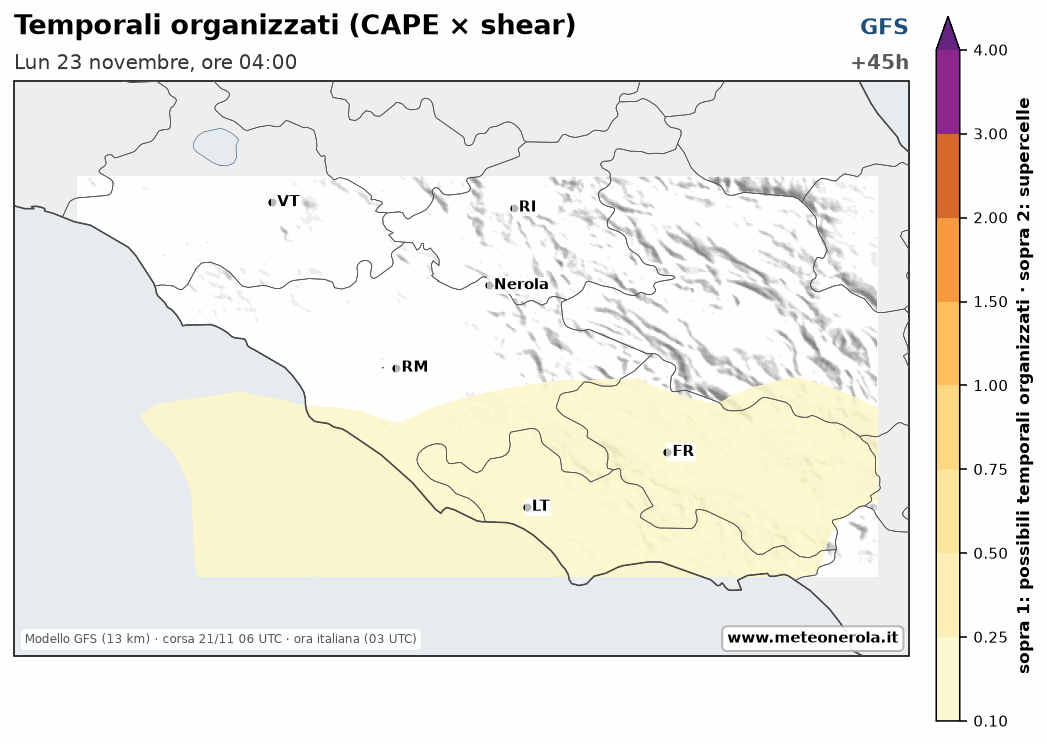 Temporali organizzati (CAPE × shear)
GFS
Lun 23 novembre, ore 04:00
+45h
VT
RI
Nerola
RM
FR
LT
Modello GFS (13 km) · corsa 21/11 06 UTC · ora italiana (03 UTC)
www.meteonerola.it
4.00
3.00
2.00
1.50
1.00
0.75
0.50
0.25
0.10
sopra 1: possibili temporali organizzati · sopra 2: supercelle